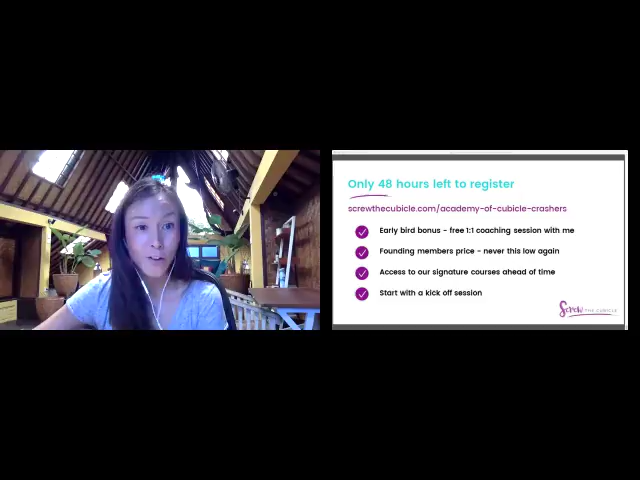 Only 48 hours left to register
screwthecubicle.com/academy-of-cubicle-crashers
Early bird bonus - free 1:1 coaching session with me
Founding members price - never this low again
Access to our signature courses ahead of time
Start with a kick off session
Screw THE CUBICLE